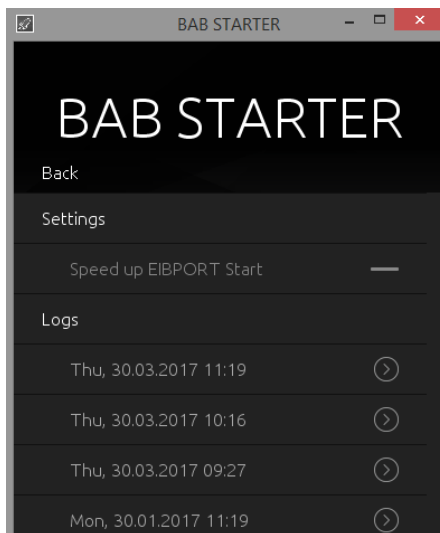 BAB STARTER
BAB STARTER
Back
Settings
Speed up EIBPORT Start
Logs
Thu, 30.03.2017 11:19
Thu, 30.03.2017 10:16
Thu, 30.03.2017 09:27
Mon, 30.01.2017 11:19